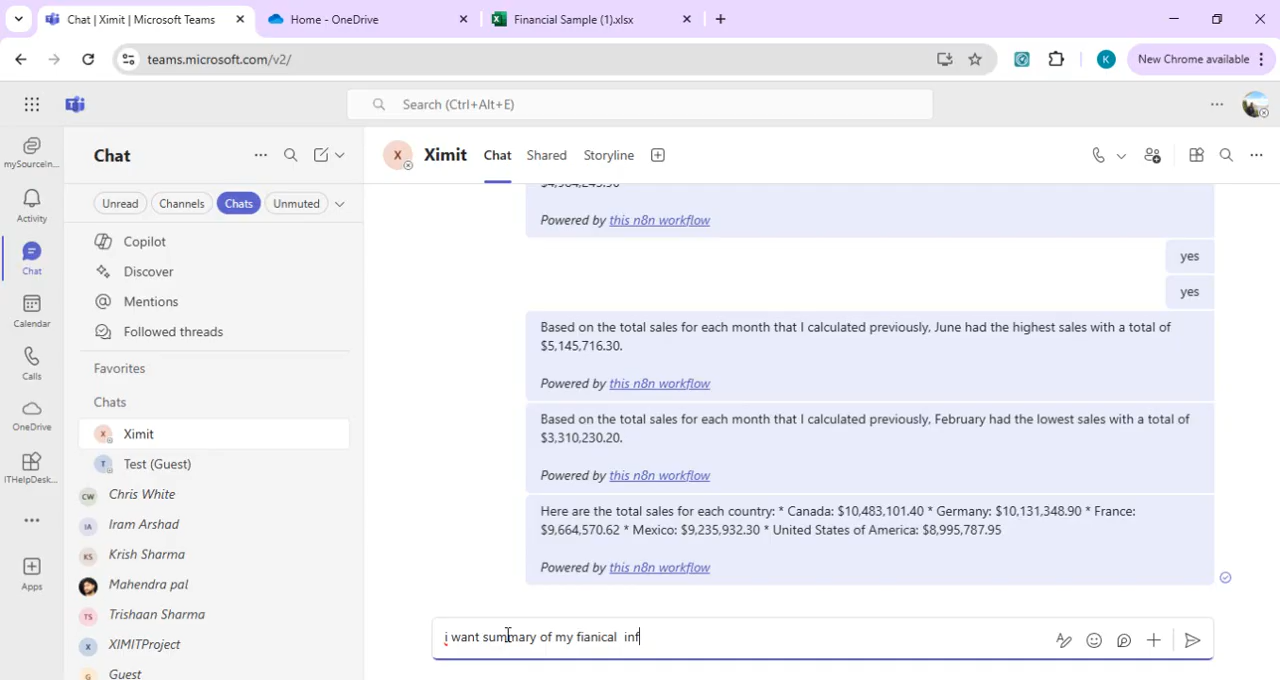 Chat | Ximit | Microsoft Teams
Home - OneDrive
Financial Sample (1).xlsx
teams.microsoft.com/v2/
K
New Chrome available
Search (Ctrl+Alt+E)
mySourceIn...
Activity
Chat
Calendar
Calls
OneDrive
ITHelpDesk...
Apps
Chat
Unread
Channels
Chats
Unmuted
Copilot
Discover
Mentions
Followed threads
Favorites
Chats
X Ximit
T Test (Guest)
CW Chris White
IA Iram Arshad
KS Krish Sharma
Mahendra pal
TS Trishaan Sharma
X XIMITProject
G Guest
X Ximit Chat Shared Storyline
Powered by this n8n workflow
yes
yes
Based on the total sales for each month that I calculated previously, June had the highest sales with a total of
$5,145,716.30.
Powered by this n8n workflow
Based on the total sales for each month that I calculated previously, February had the lowest sales with a total of
$3,310,230.20.
Powered by this n8n workflow
Here are the total sales for each country: * Canada: $10,483,101.40 * Germany: $10,131,348.90 * France:
$9,664,570.62 * Mexico: $9,235,932.30 * United States of America: $8,995,787.95
Powered by this n8n workflow
i want summary of my fianical  inf